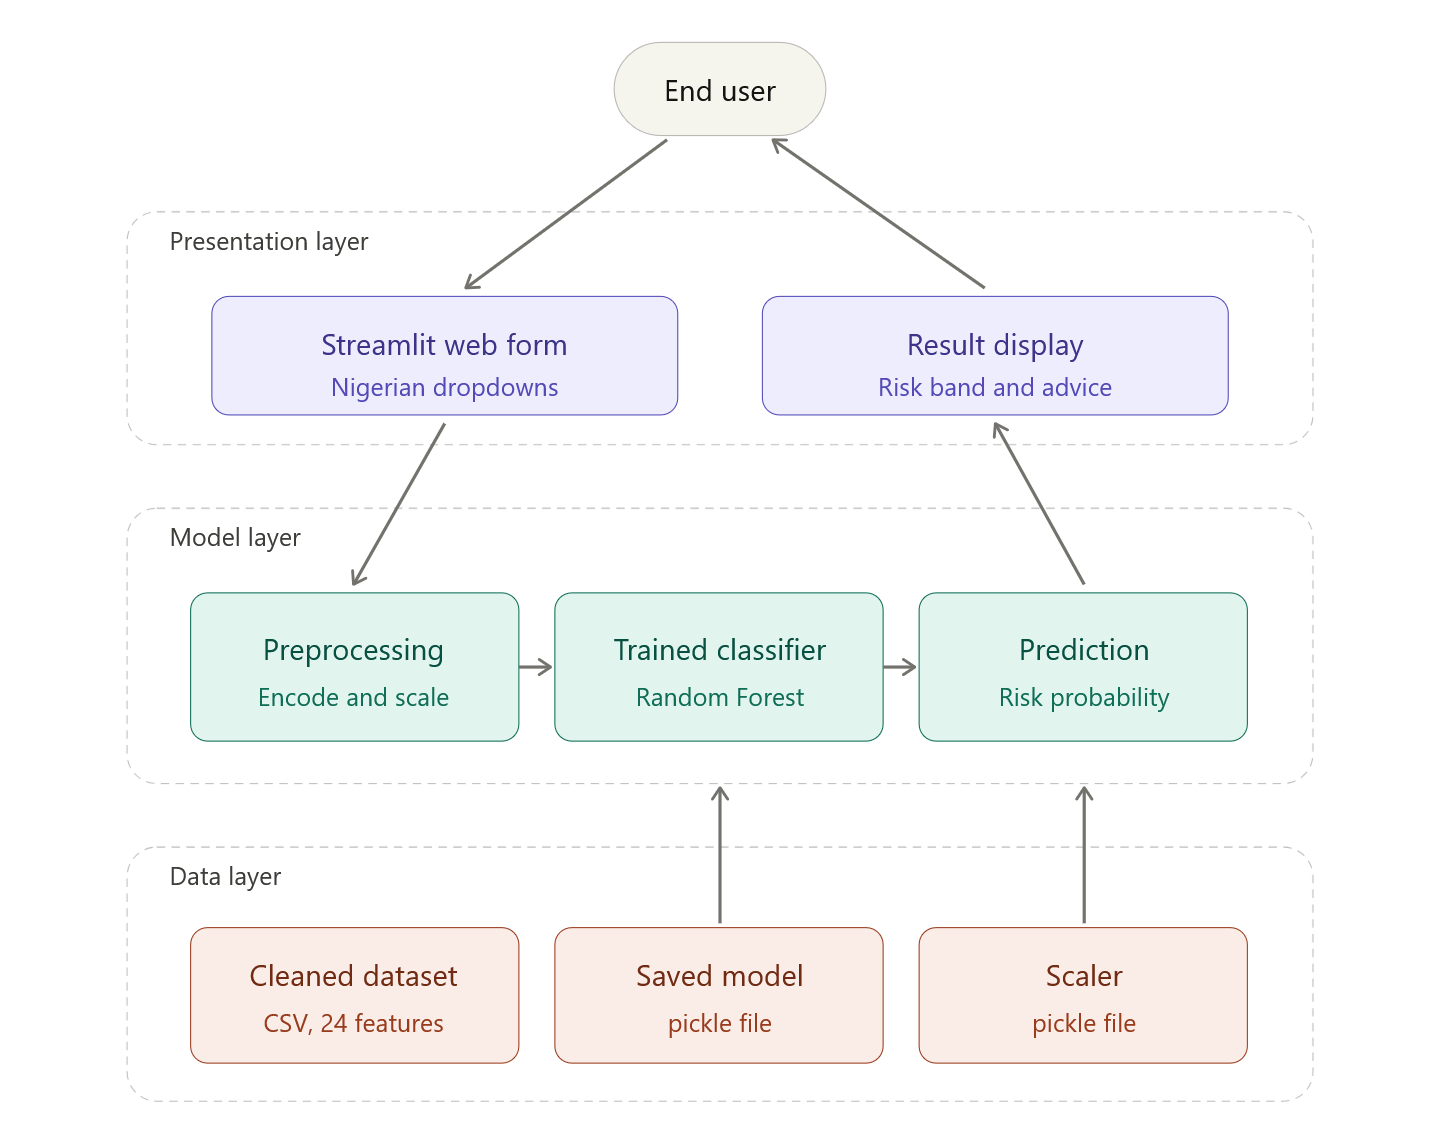 End user
Presentation layer
Streamlit web form
Nigerian dropdowns
Result display
Risk band and advice
Model layer
Preprocessing
Encode and scale
Trained classifier
Random Forest
Prediction
Risk probability
Data layer
Cleaned dataset
CSV, 24 features
Saved model
pickle file
Scaler
pickle file